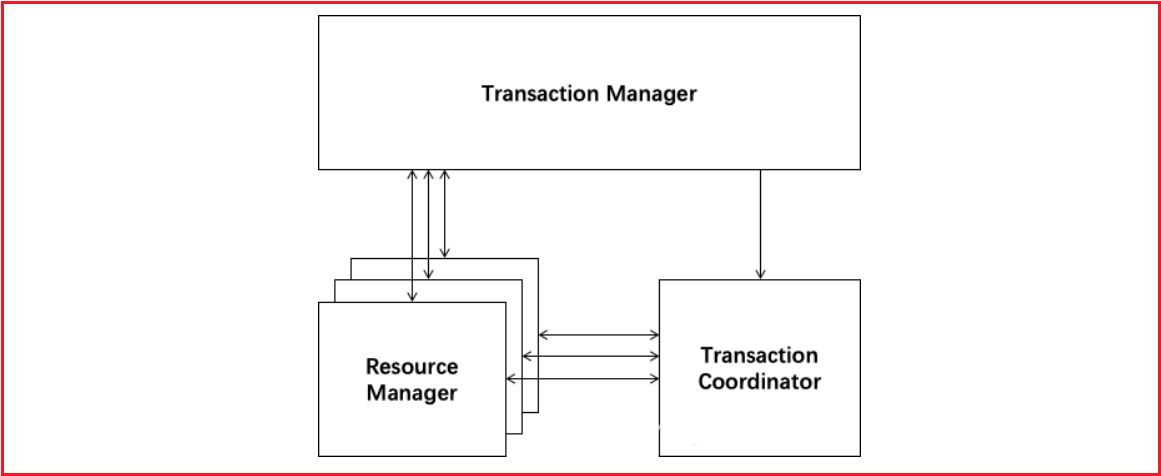 Transaction Manager
Resource
Manager
Transaction
Coordinator